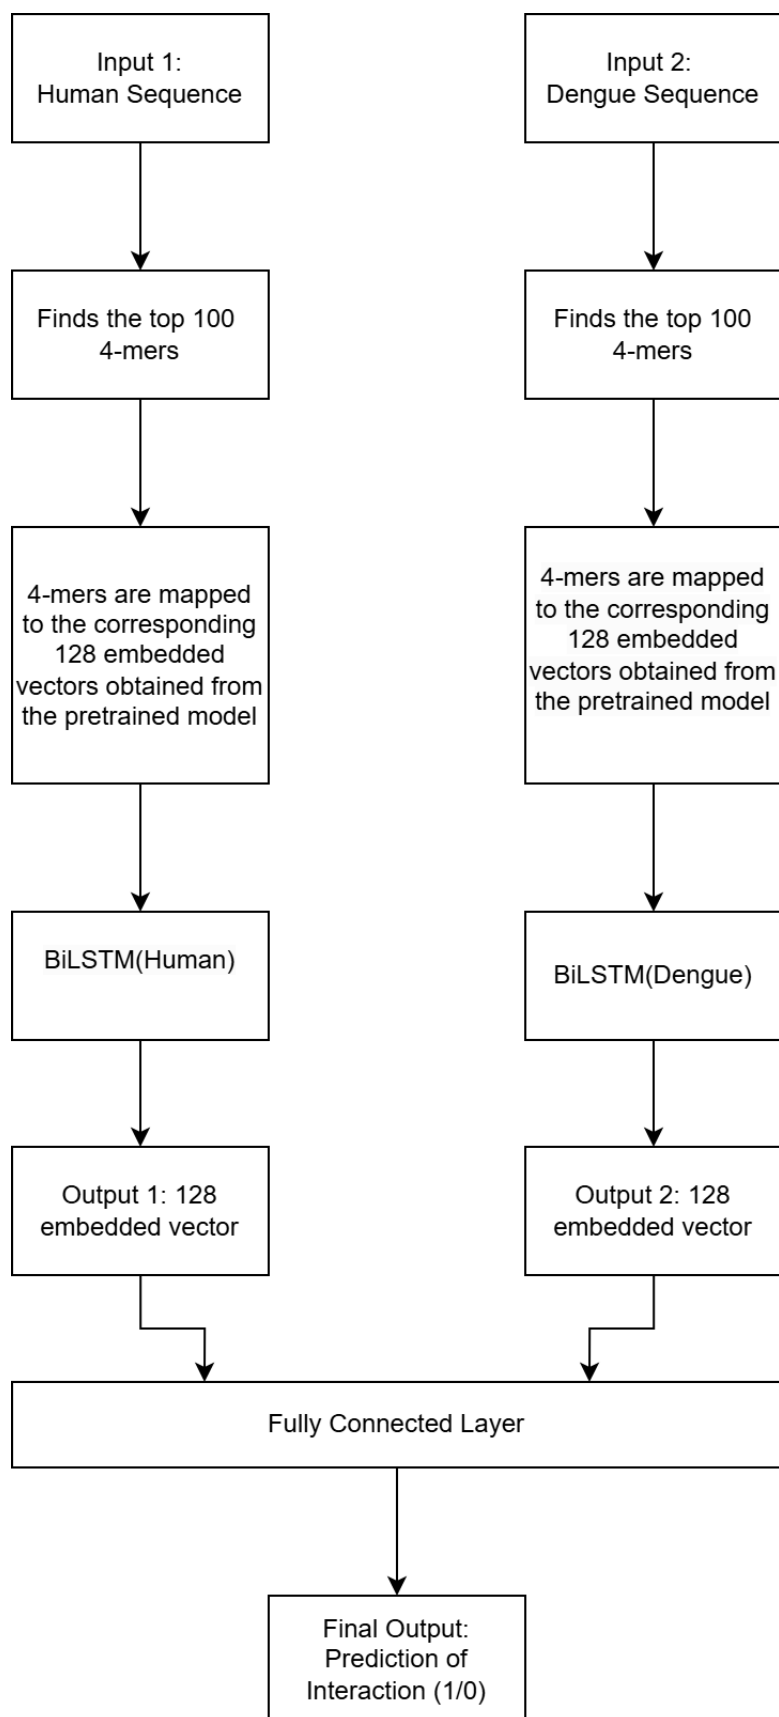 Input 1:
Human Sequence
Input 2:
Dengue Sequence
Finds the top 100
4-mers
Finds the top 100
4-mers
4-mers are mapped
to the corresponding
128 embedded
vectors obtained from
the pretrained model
4-mers are mapped
to the corresponding
128 embedded
vectors obtained from
the pretrained model
BiLSTM(Human)
BiLSTM(Dengue)
Output 1: 128
embedded vector
Output 2: 128
embedded vector
Fully Connected Layer
Final Output:
Prediction of
Interaction (1/0)